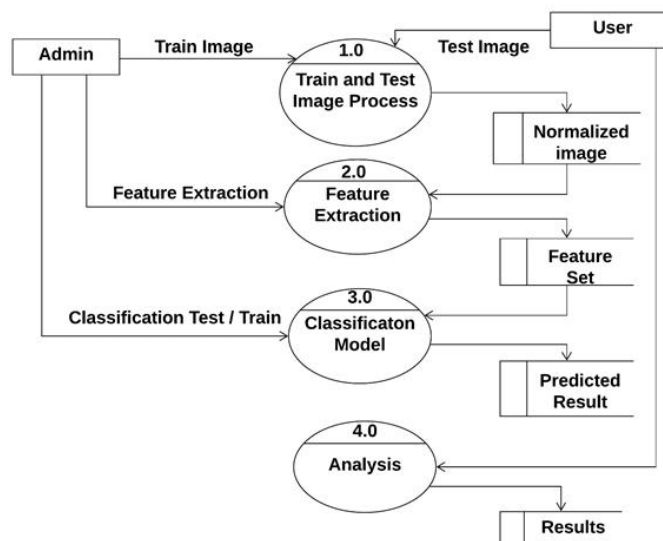 User
Admin
Train Image
1.0
Test Image
Train and Test
Image Process
Normalized
image
2.0
Feature Extraction
Feature
Extraction
Feature
Set
3.0
Classification Test / Train
Classificaton
Model
Predicted
Result
4.0
Analysis
Results